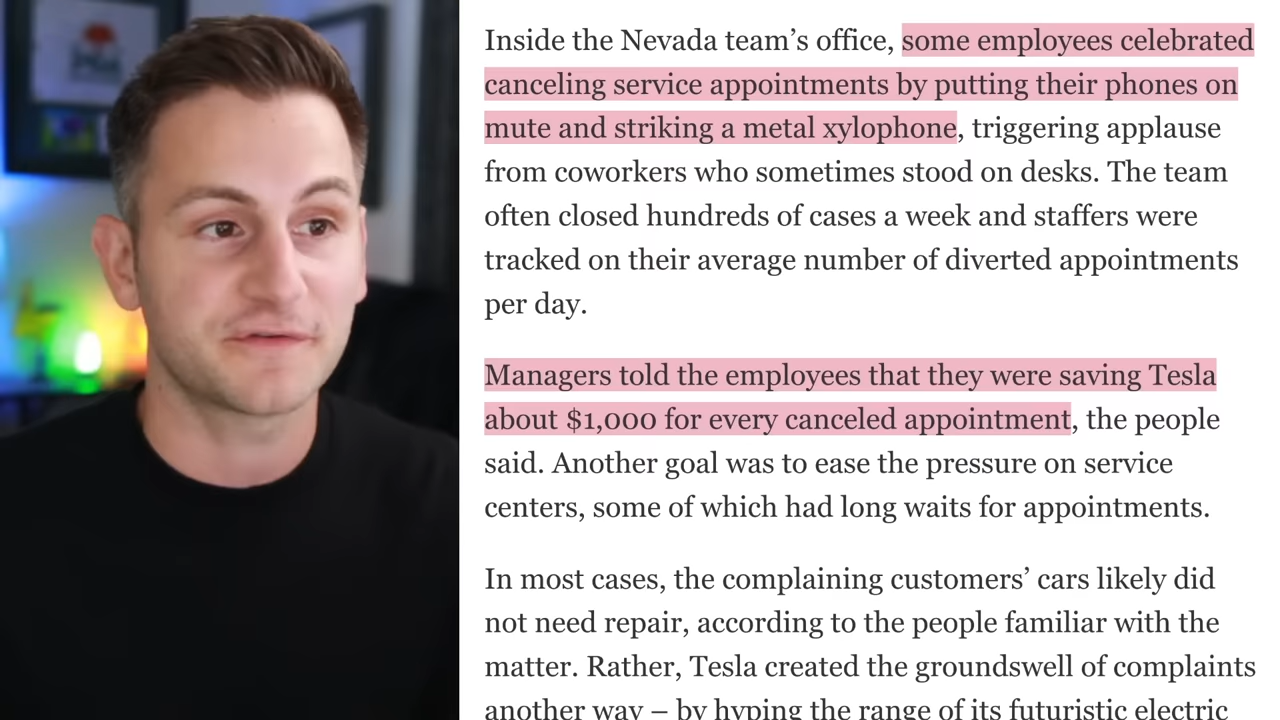 Inside the Nevada team’s office, some employees celebrated
canceling service appointments by putting their phones on
mute and striking a metal xylophone, triggering applause
from coworkers who sometimes stood on desks. The team
often closed hundreds of cases a week and staffers were
tracked on their average number of diverted appointments
per day.
Managers told the employees that they were saving Tesla
about $1,000 for every canceled appointment, the people
said. Another goal was to ease the pressure on service
centers, some of which had long waits for appointments.
In most cases, the complaining customers’ cars likely did
not need repair, according to the people familiar with the
matter. Rather, Tesla created the groundswell of complaints
another way – by hyping the range of its futuristic electric